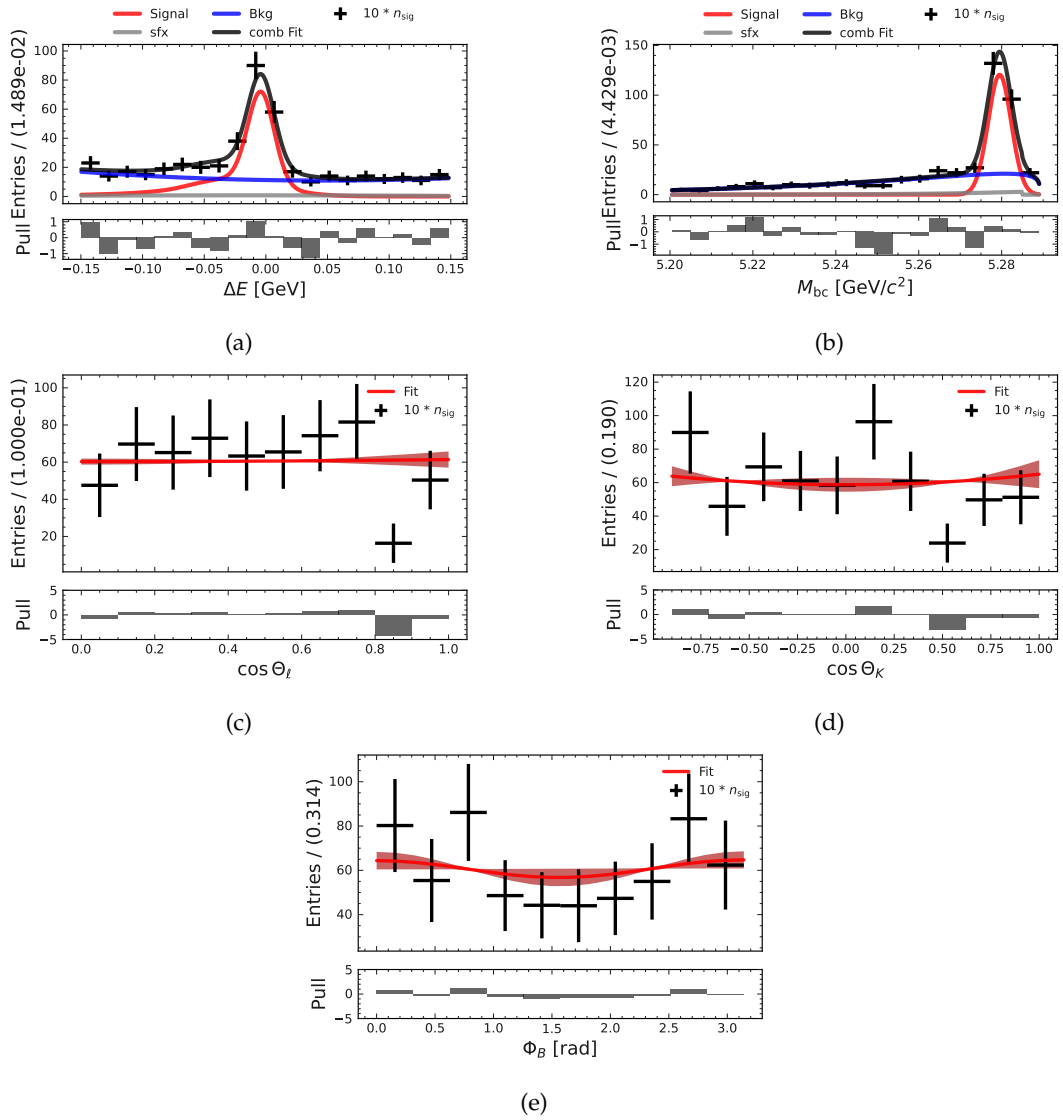 Signal Bkg 10 * n_sig
sfx comb Fit
Entries / (1.489e-02)
100
80
60
40
20
0
Pull
1
0
−1
−0.15 −0.10 −0.05 0.00 0.05 0.10 0.15
ΔE [GeV]
(a)
Signal Bkg 10 * n_sig
sfx comb Fit
Entries / (4.429e-03)
150
100
50
0
Pull
1
0
−1
5.20 5.22 5.24 5.26 5.28
M_bc [GeV/c²]
(b)
Entries / (1.000e-01)
100
80
60
40
20
Fit
10 * n_sig
Pull
5
0
−5
0.0 0.2 0.4 0.6 0.8 1.0
cos Θ_ℓ
(c)
Entries / (0.190)
120
100
80
60
40
20
Fit
10 * n_sig
Pull
5
0
−5
−0.75 −0.50 −0.25 0.00 0.25 0.50 0.75 1.00
cos Θ_K
(d)
Entries / (0.314)
100
80
60
40
Fit
10 * n_sig
Pull
5
0
−5
0.0 0.5 1.0 1.5 2.0 2.5 3.0
Φ_B [rad]
(e)